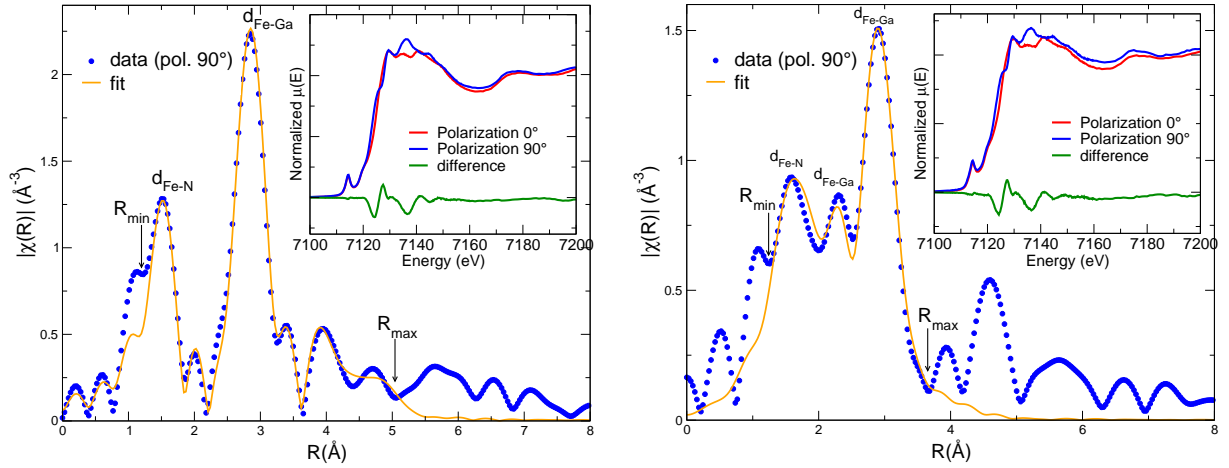 d_Fe-Ga
data (pol. 90°)
fit
d_Fe-N
R_min
R_max
|χ(R)| (Å⁻³)
2
1.5
1
0.5
0
0 1 2 3 4 5 6 7 8
R(Å)
Normalized μ(E)
Polarization 0°
Polarization 90°
difference
7100 7120 7140 7160 7180 7200
Energy (eV)
d_Fe-Ga
data (pol. 90°)
fit
d_Fe-N
d_Fe-Ga
R_min
R_max
|χ(R)| (Å⁻³)
1.5
1
0.5
0
0 2 4 6 8
R(Å)
Normalized μ(E)
Polarization 0°
Polarization 90°
difference
7100 7120 7140 7160 7180 7200
Energy (eV)